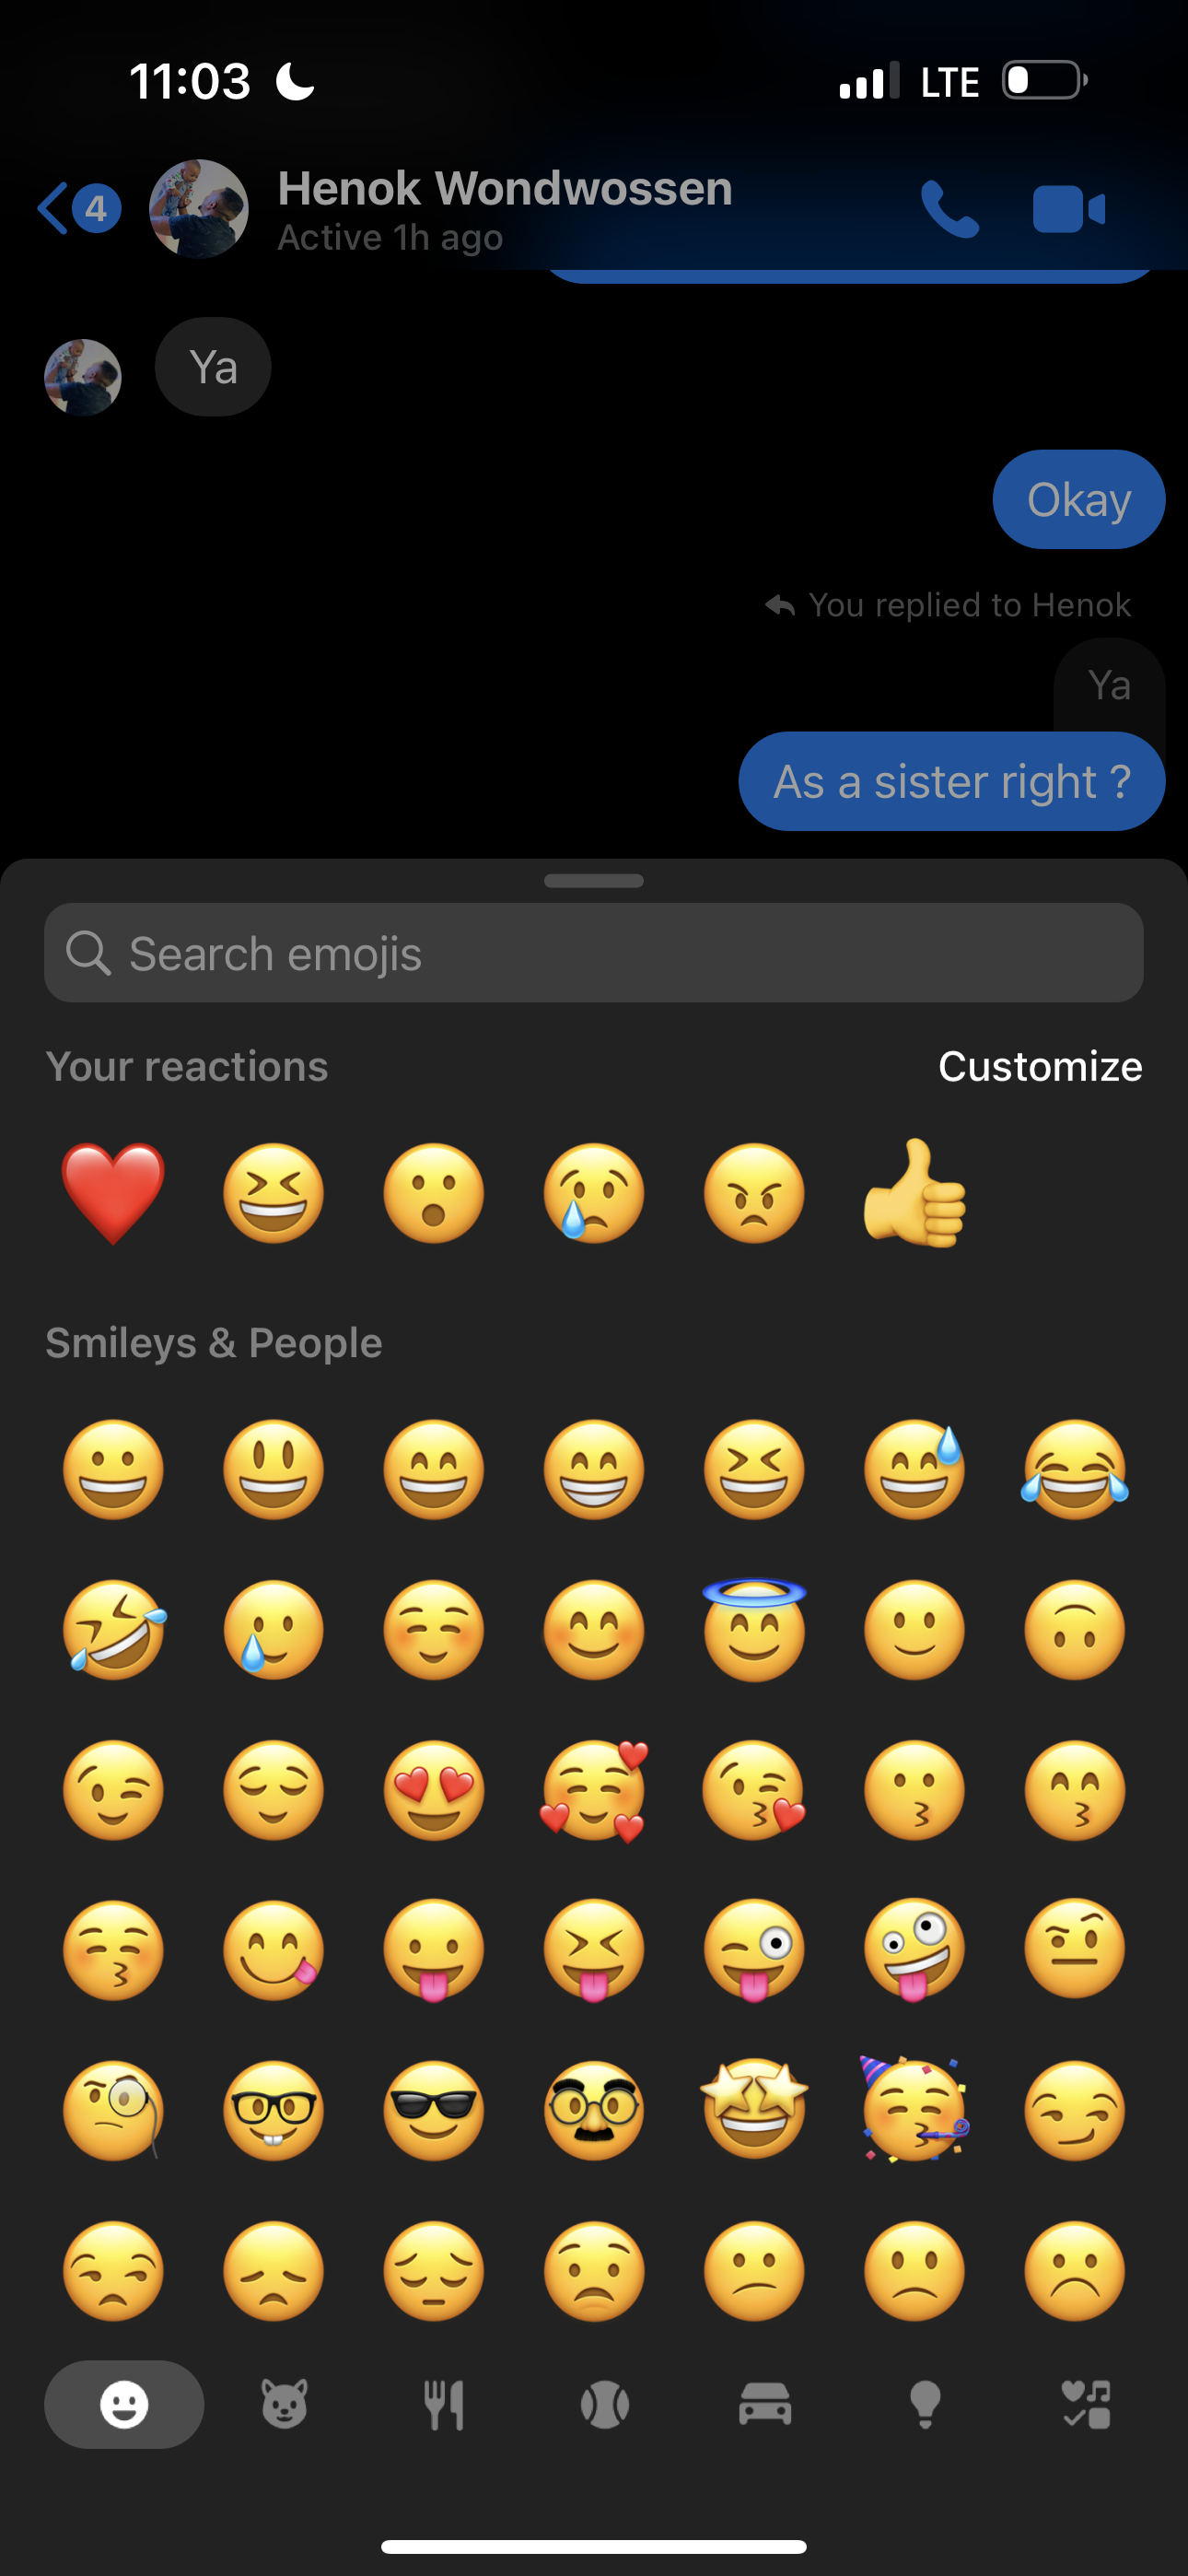 11:03
LTE
4
Henok Wondwossen
Active 1h ago
Ya
Okay
You replied to Henok
Ya
As a sister right ?
Search emojis
Your reactions
Customize
Smileys & People